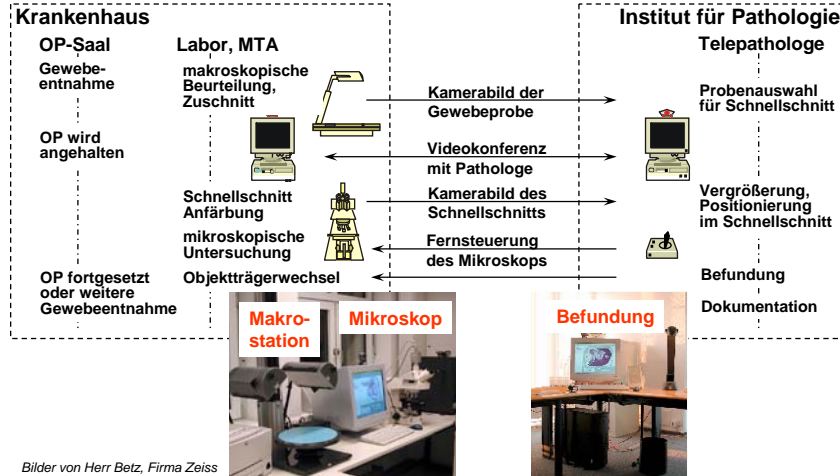 Krankenhaus
OP-Saal
Gewebe-
entnahme
OP wird
angehalten
OP fortgesetzt
oder weitere
Gewebeentnahme
Labor, MTA
makroskopische
Beurteilung,
Zuschnitt
Schnellschnitt
Anfärbung
mikroskopische
Untersuchung
Objektträgerwechsel
Kamerabild der
Gewebeprobe
Videokonferenz
mit Pathologe
Kamerabild des
Schnellschnitts
Fernsteuerung
des Mikroskops
Institut für Pathologie
Telepathologe
Probenauswahl
für Schnellschnitt
Vergrößerung,
Positionierung
im Schnellschnitt
Befundung
Dokumentation
Makro-
station
Mikroskop
Befundung
Bilder von Herr Betz, Firma Zeiss